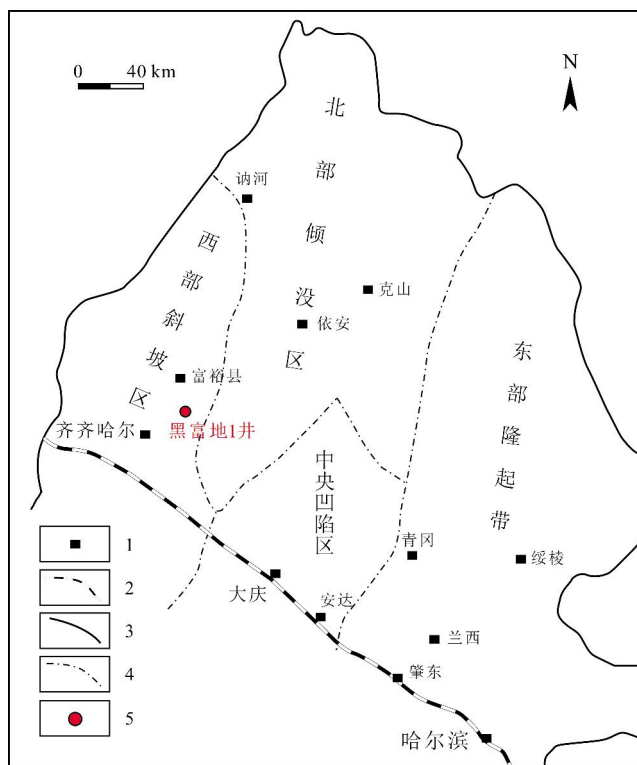 0 40 km
N
北部倾没区
讷河
西部斜坡区
克山
依安
东部隆起带
富裕县
黑富地1井
齐齐哈尔
中央凹陷区
青冈
绥棱
大庆
安达
兰西
肇东
哈尔滨
1
2
3
4
5